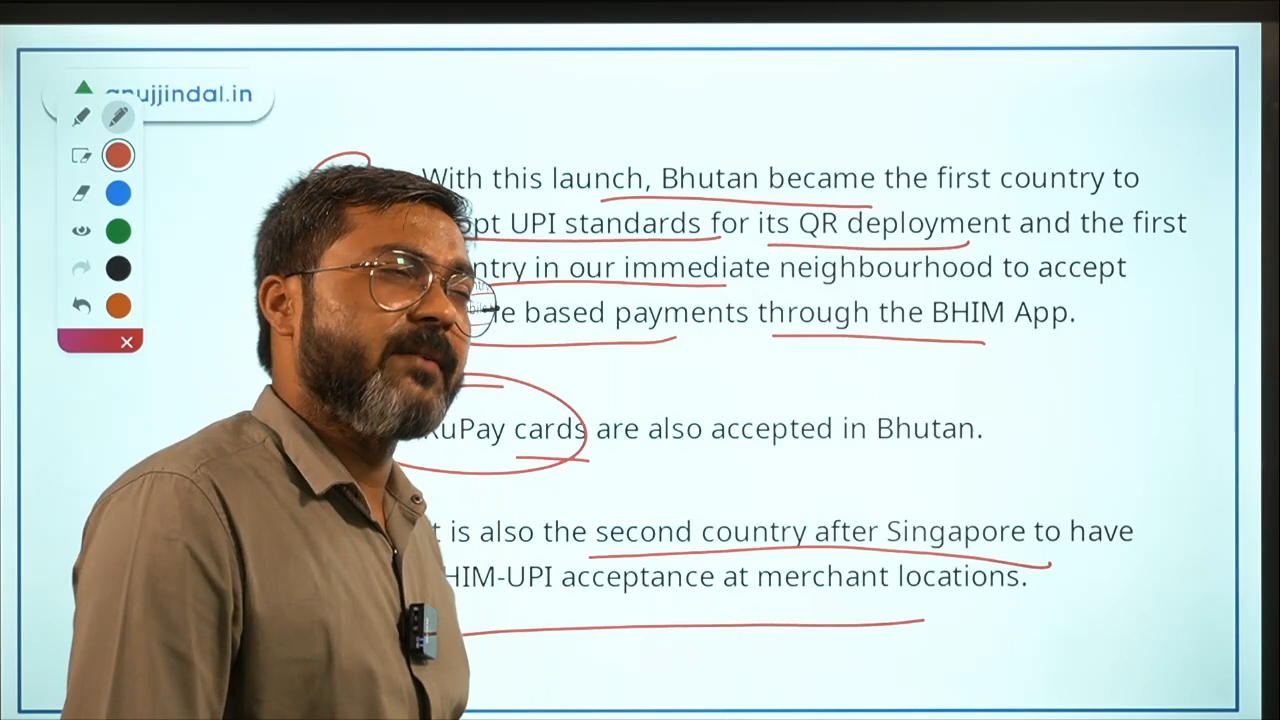 anujjindal.in
With this launch, Bhutan became the first country to
UPI standards for its QR deployment and the first
in our immediate neighbourhood to accept
based payments through the BHIM App.
cards are also accepted in Bhutan.
is also the second country after Singapore to have
acceptance at merchant locations.